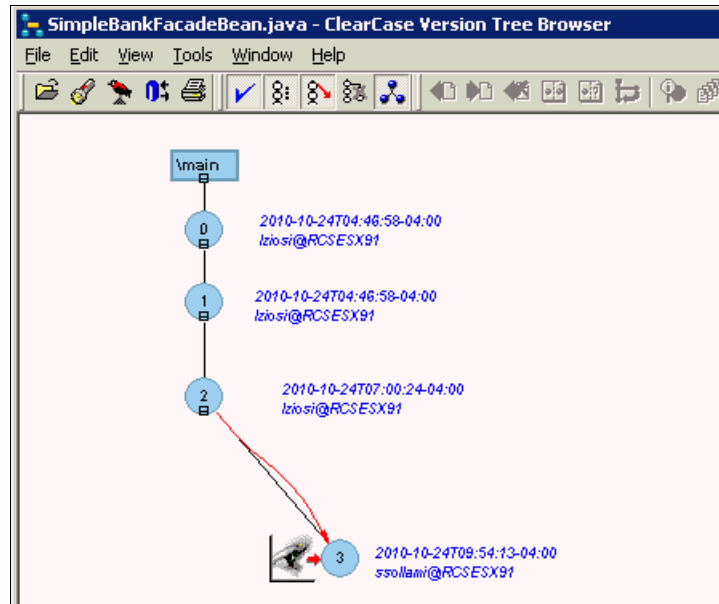 SimpleBankFacadeBean.java - ClearCase Version Tree Browser
File Edit View Tools Window Help
\main
0
2010-10-24T04:46:58-04:00
lziosi@RCSESX91
1
2010-10-24T04:46:58-04:00
lziosi@RCSESX91
2
2010-10-24T07:00:24-04:00
lziosi@RCSESX91
3
2010-10-24T09:54:13-04:00
ssollami@RCSESX91